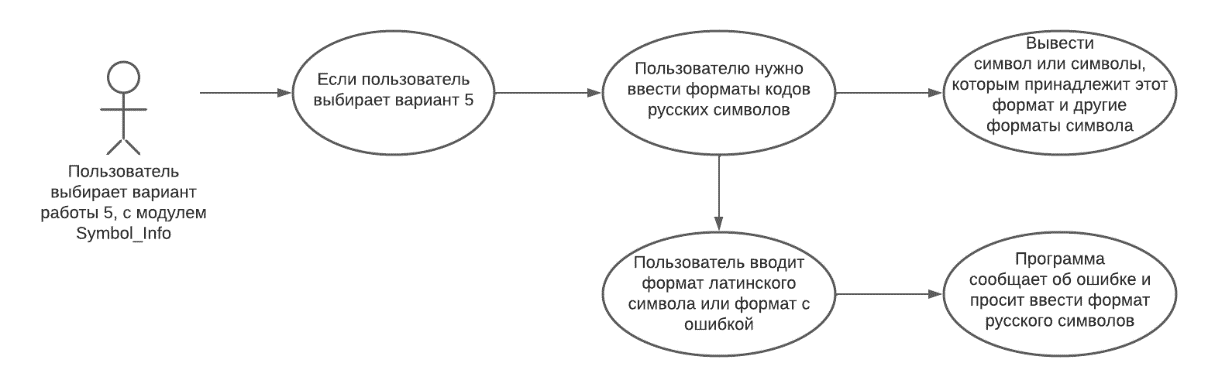 Пользователь
выбирает вариант
работы 5, с модулем
Symbol_Info
Если пользователь
выбирает вариант 5
Пользователю нужно
ввести форматы кодов
русских символов
Вывести
символ или символы,
которым принадлежит этот
формат и другие
форматы символа
Пользователь вводит
формат латинского
символа или формат с
ошибкой
Программа
сообщает об ошибке и
просит ввести формат
русского символов